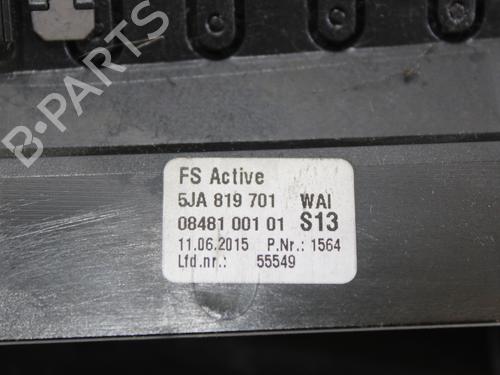 B-PARTS
FS Active
5JA 819 701 WAI
08481 001 01 S13
11.06.2015 P.Nr.: 1564
Lfd.nr.: 55549